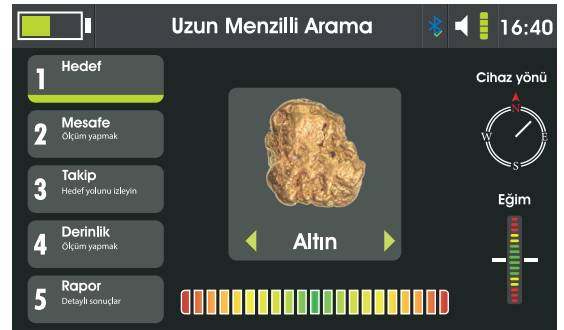 Uzun Menzilli Arama
16:40
1 Hedef
2 Mesafe
Ölçüm yapmak
3 Takip
Hedef yolunu izleyin
4 Derinlik
Ölçüm yapmak
5 Rapor
Detaylı sonuçlar
Altın
Cihaz yönü
N
W
E
S
Eğim